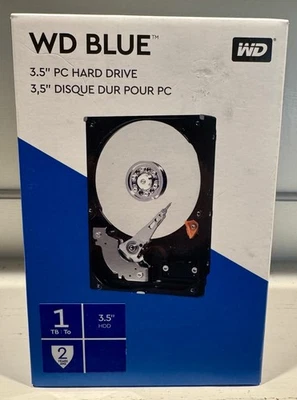 WD BLUE™
WD
3.5" PC HARD DRIVE
3,5" DISQUE DUR POUR PC
1
TB | To
3.5"
HDD
2